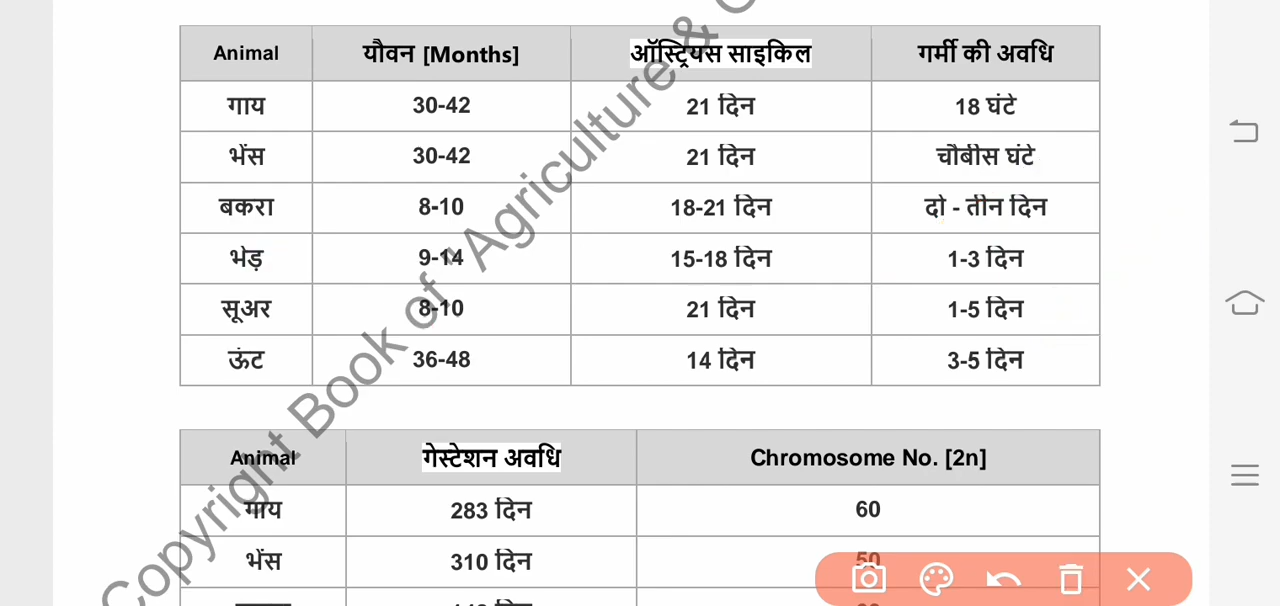 Animal यौवन [Months] ऑस्ट्रियस साइकिल गर्मी की अवधि
गाय 30-42 21 दिन 18 घंटे
भेंस 30-42 21 दिन चौबीस घंटे
बकरा 8-10 18-21 दिन दो - तीन दिन
भेड़ 9-14 15-18 दिन 1-3 दिन
सूअर 8-10 21 दिन 1-5 दिन
ऊंट 36-48 14 दिन 3-5 दिन
Animal गेस्टेशन अवधि Chromosome No. [2n]
गाय 283 दिन 60
भेंस 310 दिन 50
Copyright Book of "Agriculture &